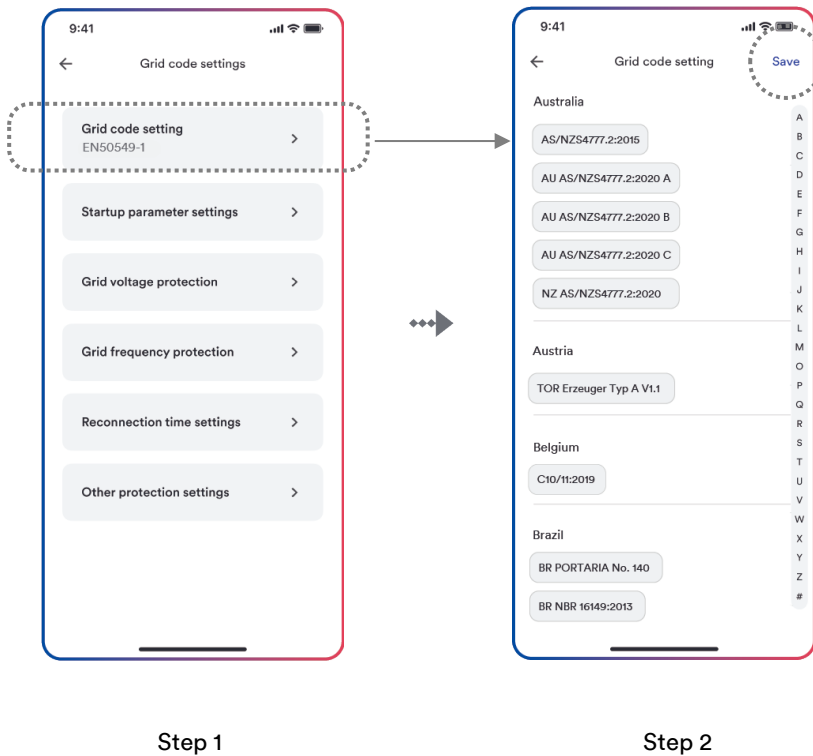 9:41
Grid code settings
Grid code setting
EN50549-1
Startup parameter settings
Grid voltage protection
Grid frequency protection
Reconnection time settings
Other protection settings
Step 1
9:41
Grid code setting
Save
Australia
AS/NZS4777.2:2015
AU AS/NZS4777.2:2020 A
AU AS/NZS4777.2:2020 B
AU AS/NZS4777.2:2020 C
NZ AS/NZS4777.2:2020
Austria
TOR Erzeuger Typ A V1.1
Belgium
C10/11:2019
Brazil
BR PORTARIA No. 140
BR NBR 16149:2013
A
B
C
D
E
F
G
H
I
J
K
L
M
O
P
Q
R
S
T
U
V
W
X
Y
Z
#
Step 2